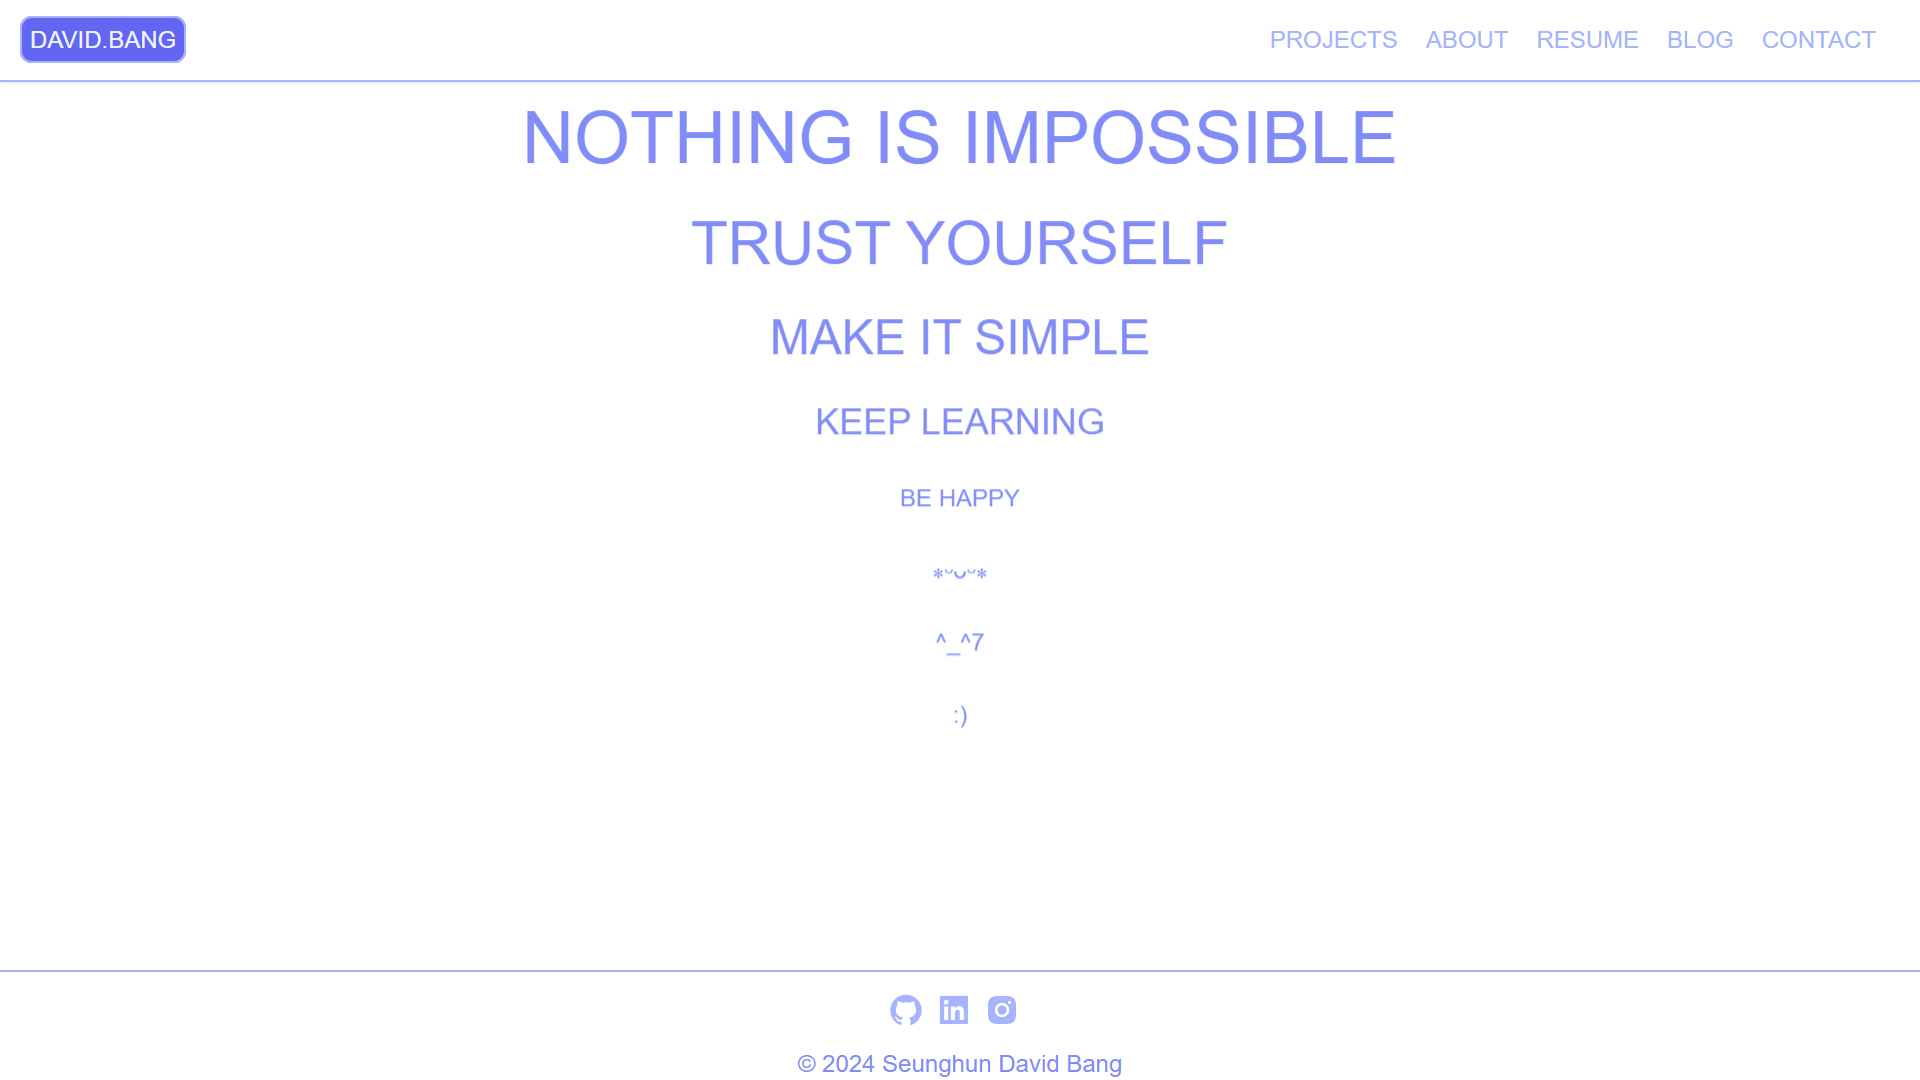 DAVID.BANG
PROJECTS ABOUT RESUME BLOG CONTACT
NOTHING IS IMPOSSIBLE
TRUST YOURSELF
MAKE IT SIMPLE
KEEP LEARNING
BE HAPPY
*ᵕᴗᵕ*
^_^7
:)
© 2024 Seunghun David Bang